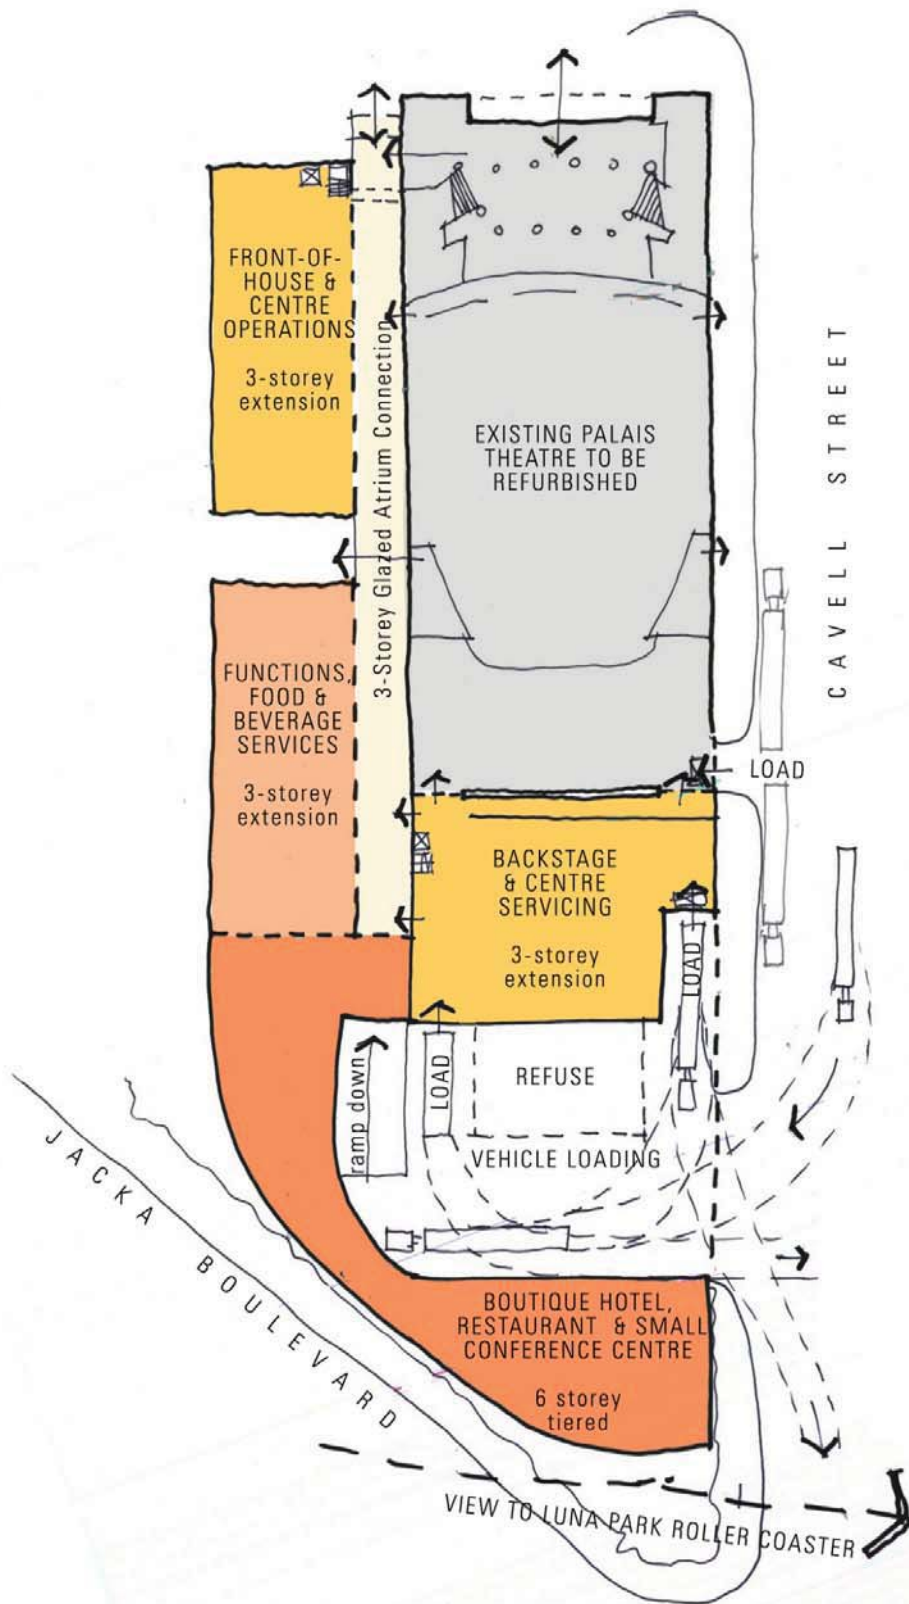 FRONT-OF-
HOUSE &
CENTRE
OPERATIONS
3-storey
extension
3-Storey Glazed Atrium Connection
EXISTING PALAIS
THEATRE TO BE
REFURBISHED
CAVELL STREET
FUNCTIONS,
FOOD &
BEVERAGE
SERVICES
3-storey
extension
LOAD
BACKSTAGE
& CENTRE
SERVICING
3-storey
extension
LOAD
ramp down
LOAD
REFUSE
VEHICLE LOADING
JACKA BOULEVARD
BOUTIQUE HOTEL,
RESTAURANT & SMALL
CONFERENCE CENTRE
6 storey
tiered
VIEW TO LUNA PARK ROLLER COASTER